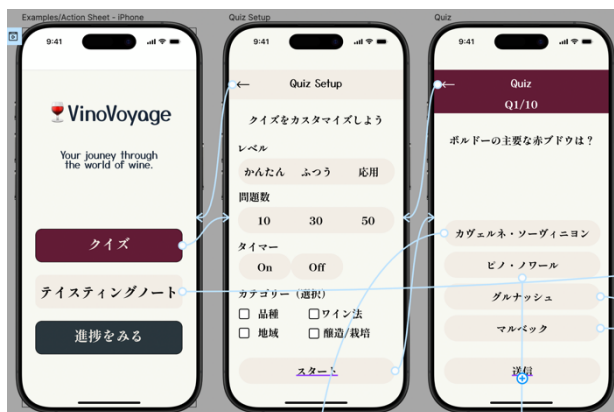 Examples/Action Sheet - iPhone
9:41
VinoVoyage
Your jouney through
the world of wine.
クイズ
テイスティングノート
進捗をみる
Quiz Setup
9:41
←
Quiz Setup
クイズをカスタマイズしよう
レベル
かんたん ふつう 応用
問題数
10 30 50
タイマー
On Off
カテゴリー（選択）
品種 ワイン法
地域 醸造/栽培
スタート
Quiz
9:41
←
Quiz
Q1/10
ボルドーの主要な赤ブドウは？
カヴェルネ・ソーヴィニヨン
ピノ・ノワール
グルナッシュ
マルベック
送信